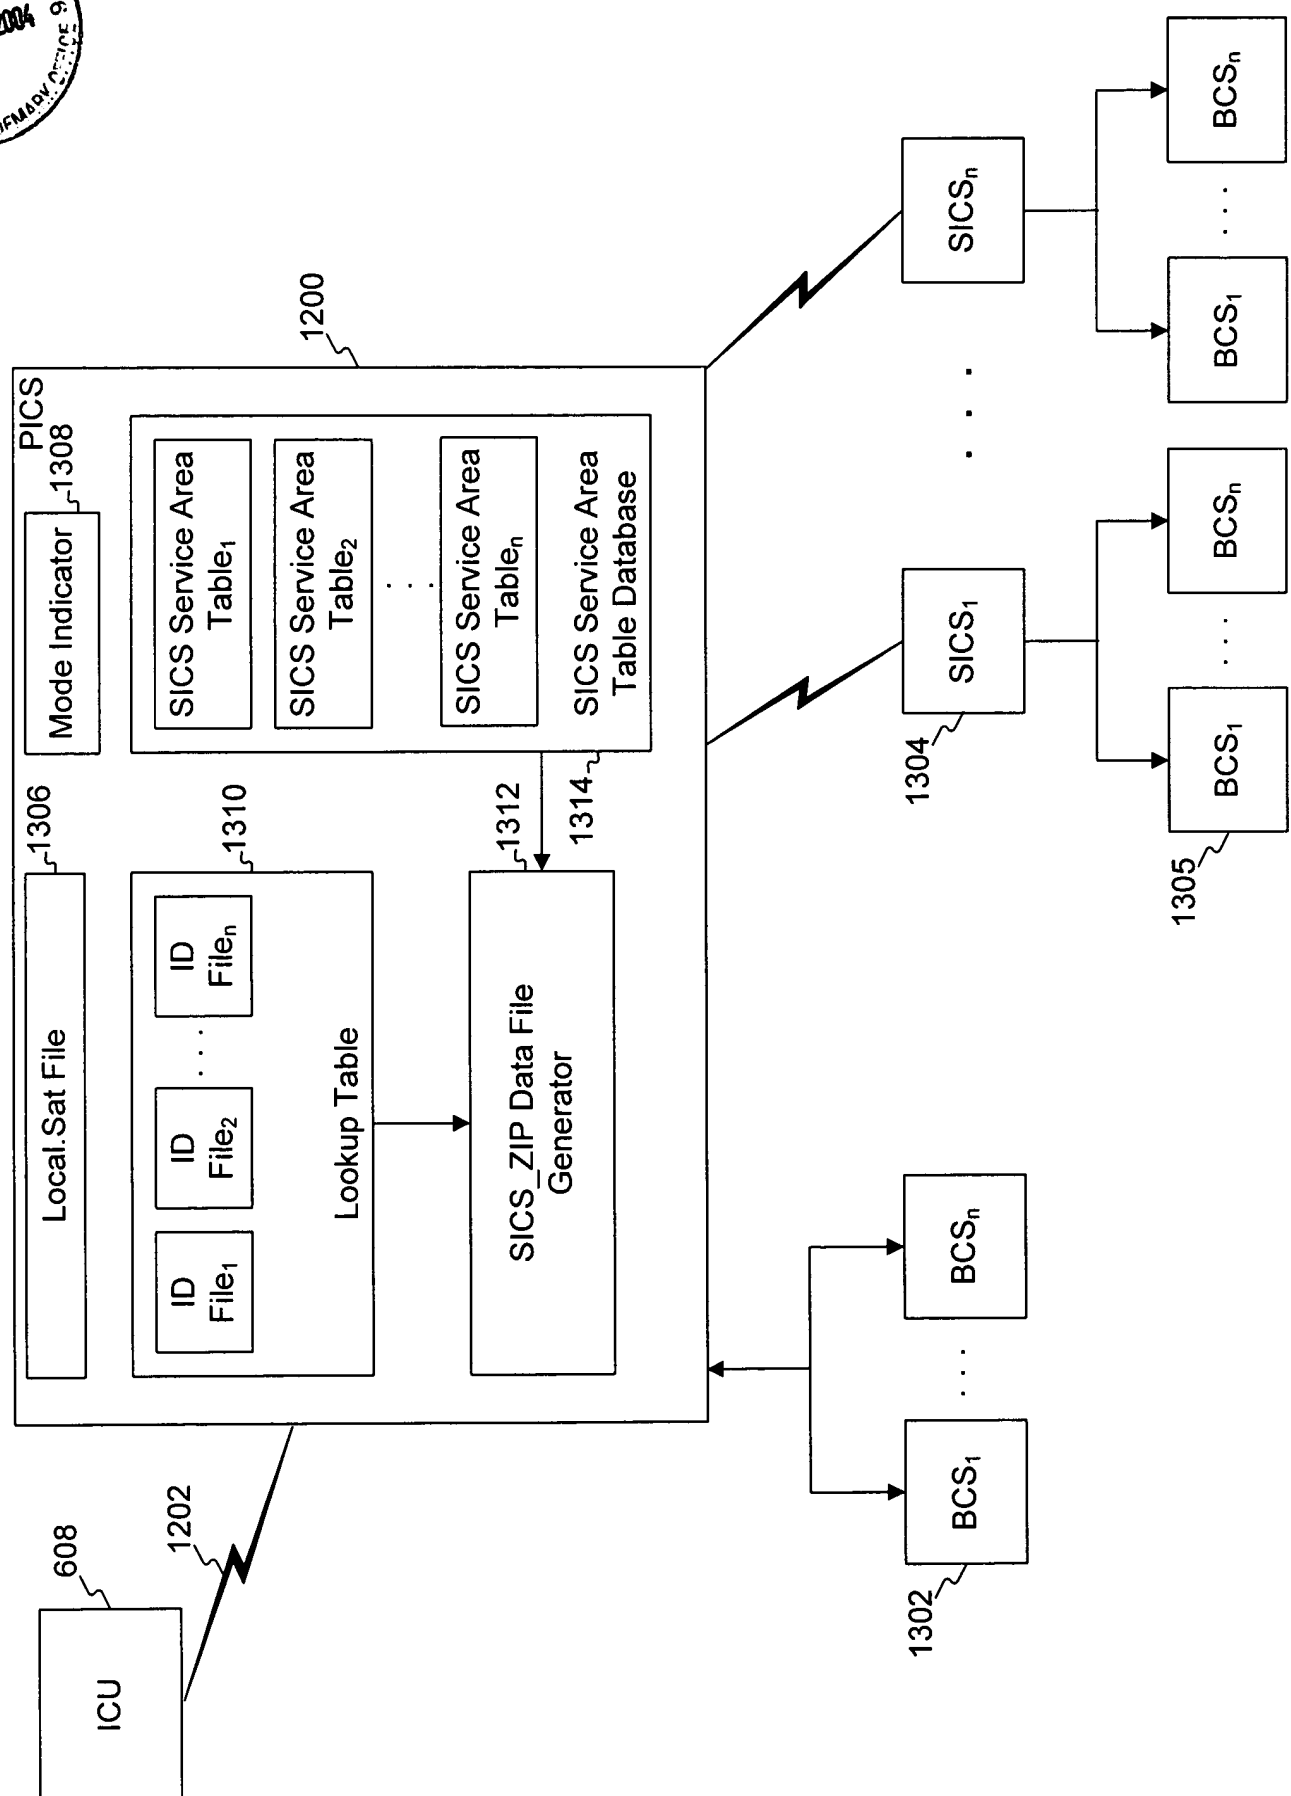 2004
ICU
608
1202
PICS
1200
Local.Sat File
1306
Mode Indicator
1308
ID
File₁
ID
File₂
. . .
ID
Fileₙ
Lookup Table
1310
SICS Service Area
Table₁
SICS Service Area
Table₂
. . .
SICS Service Area
Tableₙ
SICS Service Area
Table Database
1314
SICS_ZIP Data File
Generator
1312
BCS₁
. . .
BCSₙ
1302
SICS₁
1304
. . .
SICSₙ
BCS₁
. . .
BCSₙ
1305
BCS₁
. . .
BCSₙ